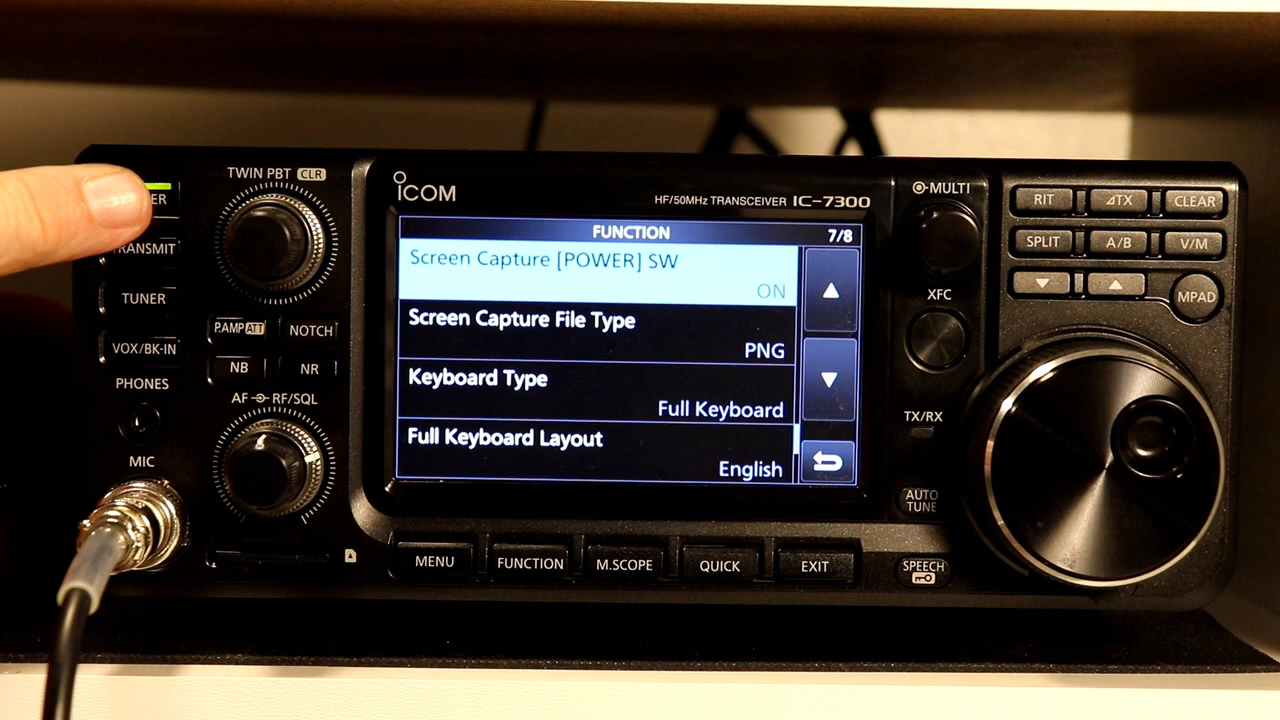 TWIN PBT CLR
TRANSMIT
TUNER
VOX/BK-IN
PHONES
MIC
P.AMP ATT
NOTCH
NB
NR
AF RF/SQL
ICOM
HF/50MHz TRANSCEIVER IC-7300
FUNCTION 7/8
Screen Capture [POWER] SW
ON
Screen Capture File Type
PNG
Keyboard Type
Full Keyboard
Full Keyboard Layout
English
MENU
FUNCTION
M.SCOPE
QUICK
EXIT
MULTI
XFC
TX/RX
AUTO
TUNE
SPEECH
RIT
⊿TX
CLEAR
SPLIT
A/B
V/M
MPAD